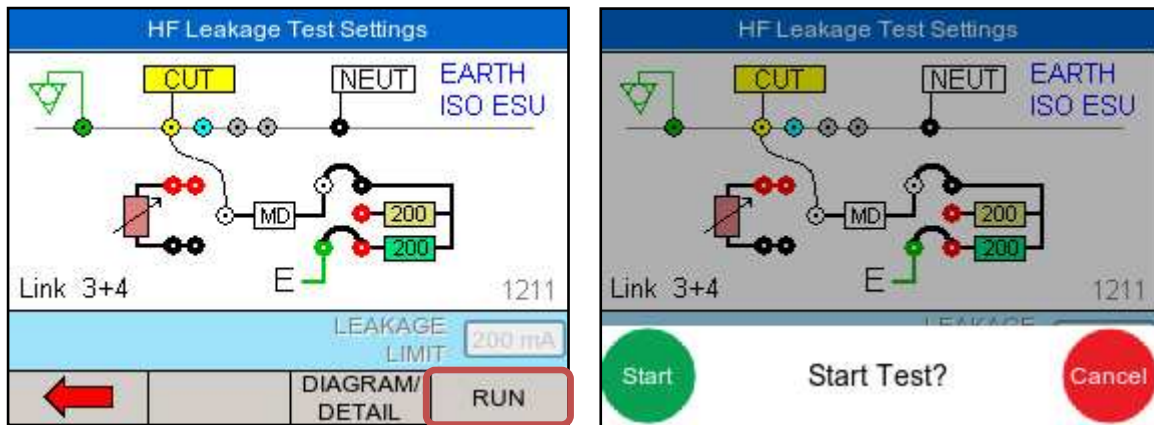 HF Leakage Test Settings
CUT
NEUT
EARTH
ISO ESU
MD
200
200
E
Link 3+4
1211
LEAKAGE
LIMIT
200 mA
DIAGRAM/
DETAIL
RUN
HF Leakage Test Settings
CUT
NEUT
EARTH
ISO ESU
MD
200
200
E
Link 3+4
1211
LEAKAGE
Start
Start Test?
Cancel